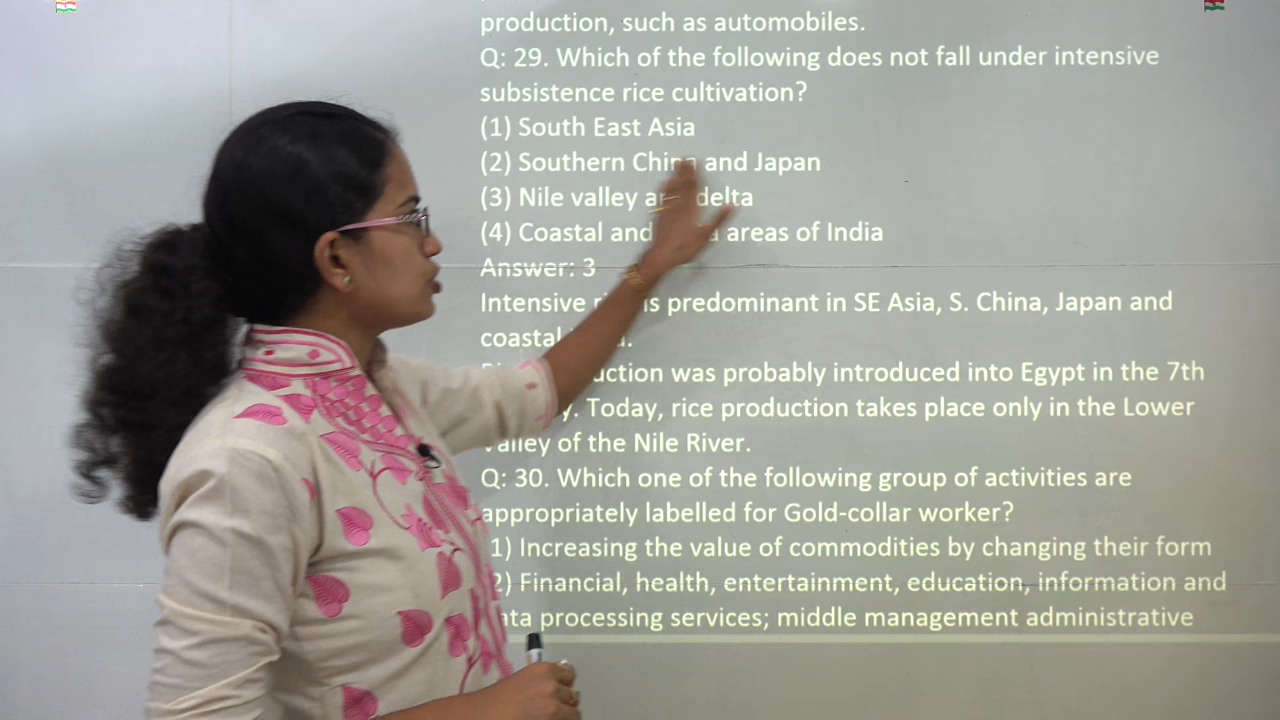 production, such as automobiles.
Q: 29. Which of the following does not fall under intensive
subsistence rice cultivation?
(1) South East Asia
(2) Southern China and Japan
(3) Nile valley and delta
(4) Coastal and areas of India
Answer: 3
Intensive is predominant in SE Asia, S. China, Japan and
coastal
was probably introduced into Egypt in the 7th
Today, rice production takes place only in the Lower
valley of the Nile River.
Q: 30. Which one of the following group of activities are
appropriately labelled for Gold-collar worker?
1) Increasing the value of commodities by changing their form
2) Financial, health, entertainment, education, information and
data processing services; middle management administrative